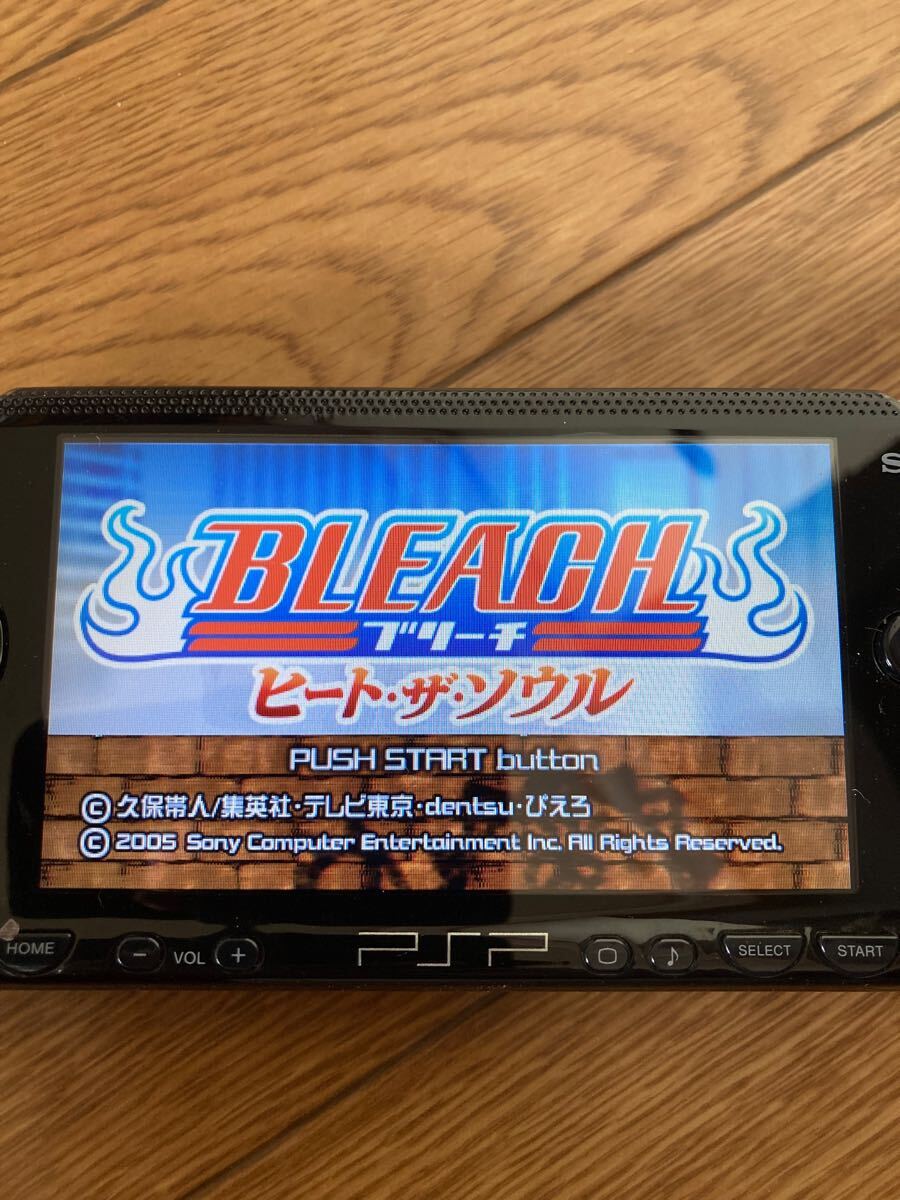 S
BLEACH
ブリーチ
ヒート・ザ・ソウル
PUSH START button
©久保帯人/集英社・テレビ東京・dentsu・ぴえろ
© 2005 Sony Computer Entertainment Inc. All Rights Reserved.
HOME
- VOL +
PSP
SELECT
START